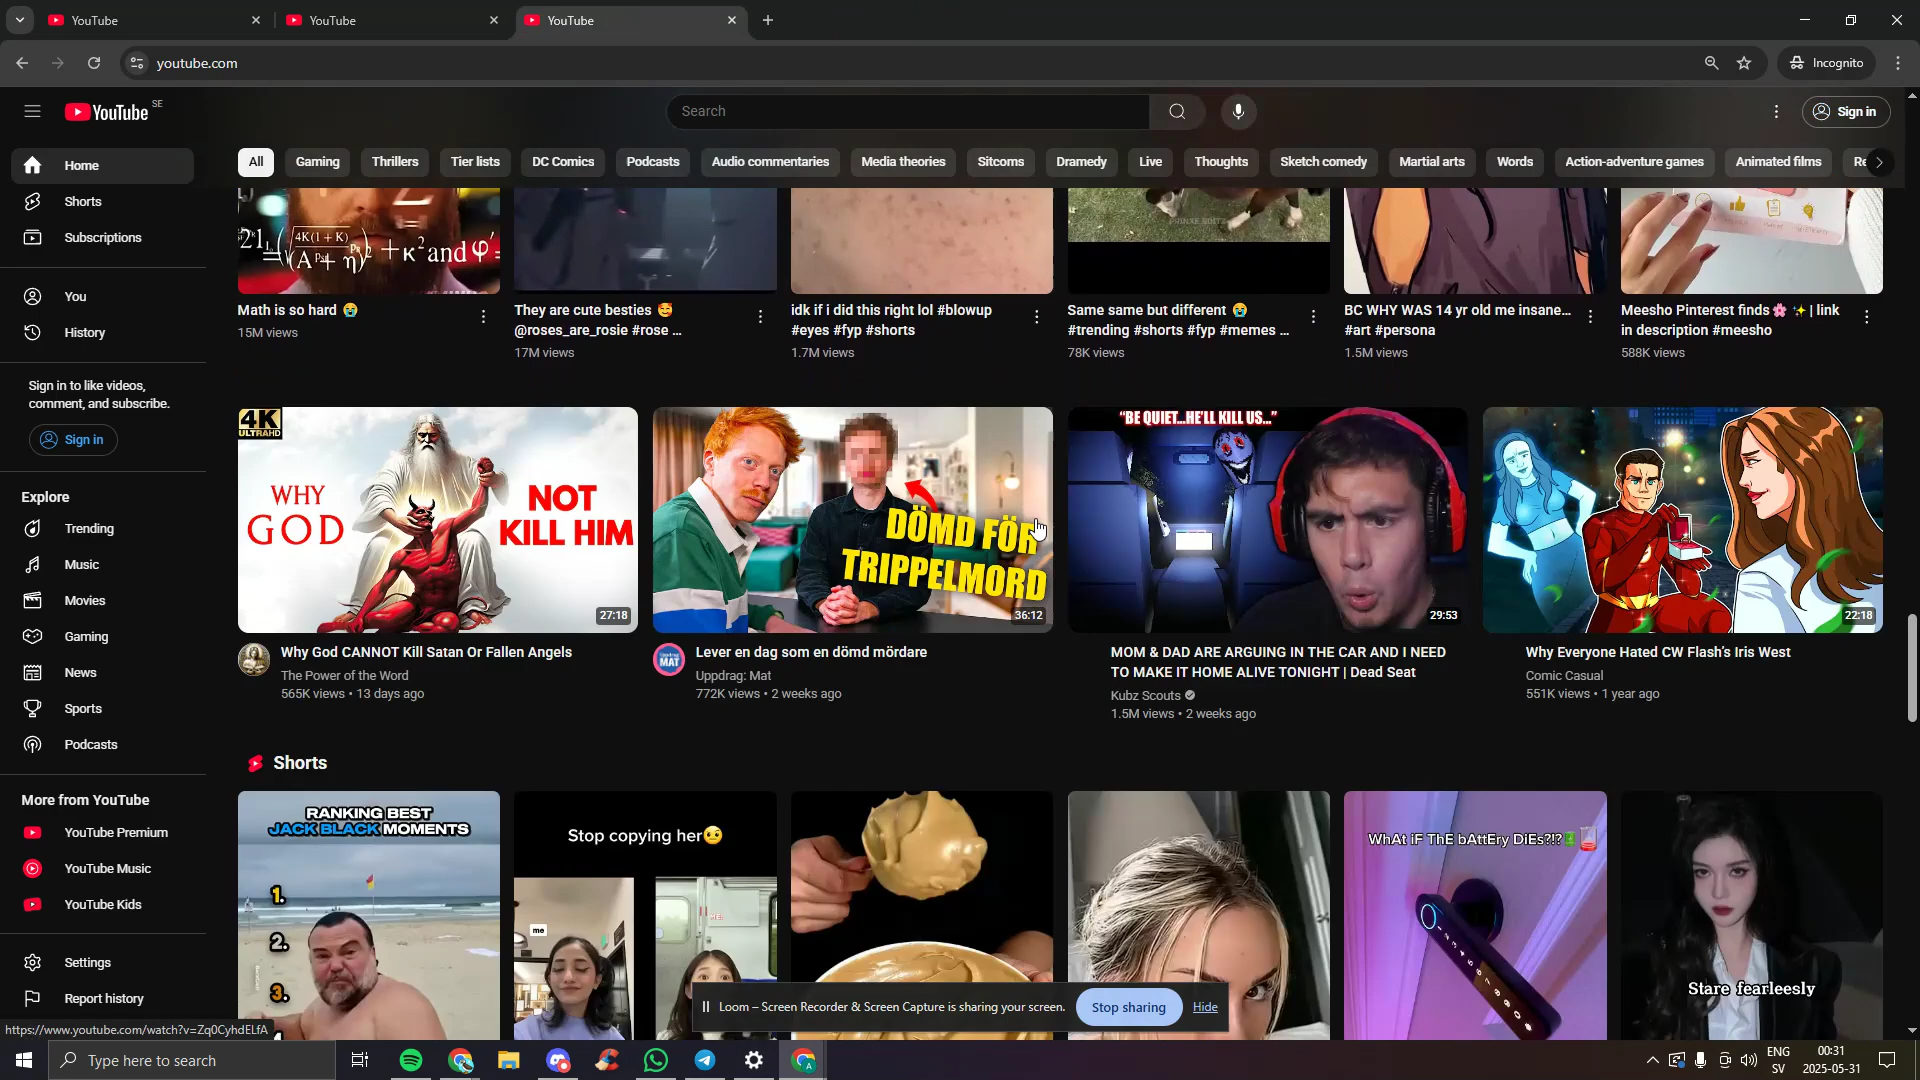 YouTube
YouTube
YouTube
youtube.com
Incognito
YouTube SE
Search
Sign in
Home
Shorts
Subscriptions
You
History
Sign in to like videos,
comment, and subscribe.
Sign in
Explore
Trending
Music
Movies
Gaming
News
Sports
Podcasts
More from YouTube
YouTube Premium
YouTube Music
YouTube Kids
Settings
Report history
All
Gaming
Thrillers
Tier lists
DC Comics
Podcasts
Audio commentaries
Media theories
Sitcoms
Dramedy
Live
Thoughts
Sketch comedy
Martial arts
Words
Action-adventure games
Animated films
Re
Math is so hard 😭
15M views
They are cute besties 🥰
@roses_are_rosie #rose ...
17M views
idk if i did this right lol #blowup
#eyes #fyp #shorts
1.7M views
Same same but different 😭
#trending #shorts #fyp #memes ...
78K views
BC WHY WAS 14 yr old me insane...
#art #persona
1.5M views
Meesho Pinterest finds🌸 ✨| link
in description #meesho
588K views
4K
ULTRAHD
WHY
GOD
NOT
KILL HIM
27:18
Why God CANNOT Kill Satan Or Fallen Angels
The Power of the Word
565K views • 13 days ago
DÖMD FÖR
TRIPPELMORD
36:12
Uppdrag:
MAT
Lever en dag som en dömd mördare
Uppdrag: Mat
772K views • 2 weeks ago
"BE QUIET...HE'LL KILL US..."
29:53
MOM & DAD ARE ARGUING IN THE CAR AND I NEED
TO MAKE IT HOME ALIVE TONIGHT | Dead Seat
Kubz Scouts
1.5M views • 2 weeks ago
22:18
Why Everyone Hated CW Flash's Iris West
Comic Casual
551K views • 1 year ago
Shorts
RANKING BEST
JACK BLACK MOMENTS
1.
2.
3.
Stop copying her😉
me
WhAt iF ThE bAttEry DiEs?!?
Stare fearleesly
Loom – Screen Recorder & Screen Capture is sharing your screen.
Stop sharing
Hide
https://www.youtube.com/watch?v=Zq0CyhdELfA
Type here to search
ENG
SV
00:31
2025-05-31